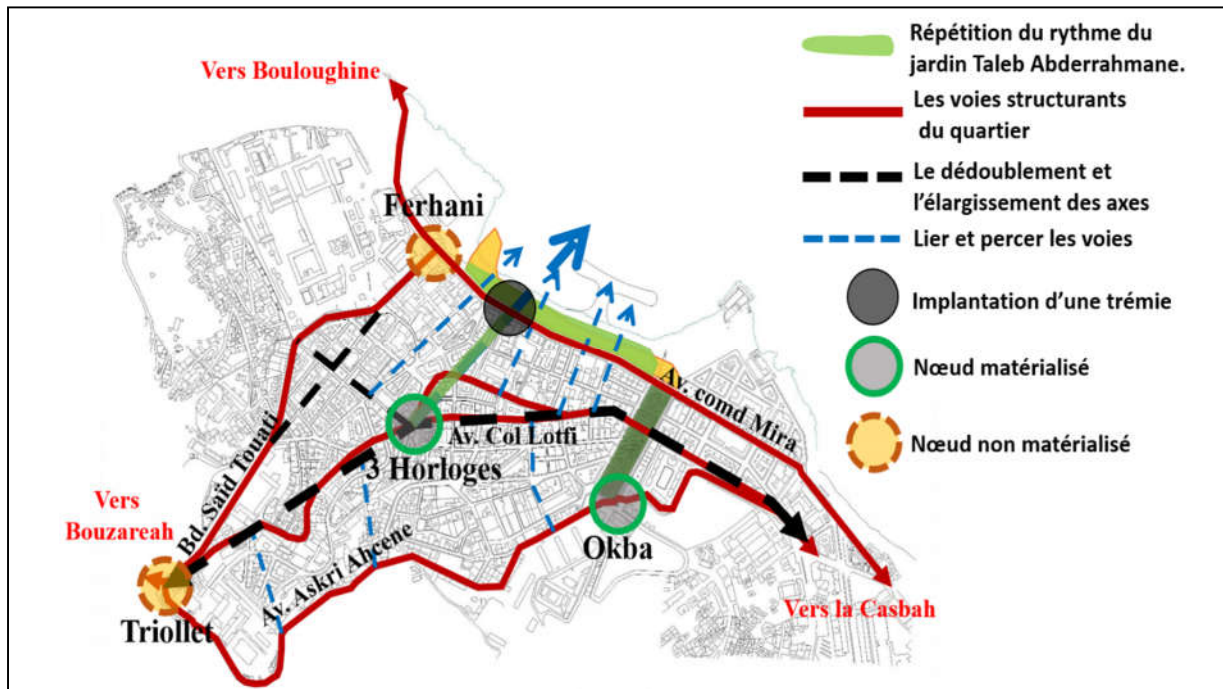 Vers Bouloughine
Ferhani
3 Horloges
Av. Col Lotfi
Av. comd Mira
Bd. Saïd Touati
Vers
Bouzareah
Av. Askri Ahcene
Okba
Triollet
Vers la Casbah
Répétition du rythme du
jardin Taleb Abderrahmane.
Les voies structurants
du quartier
Le dédoublement et
l'élargissement des axes
Lier et percer les voies
Implantation d'une trémie
Nœud matérialisé
Nœud non matérialisé